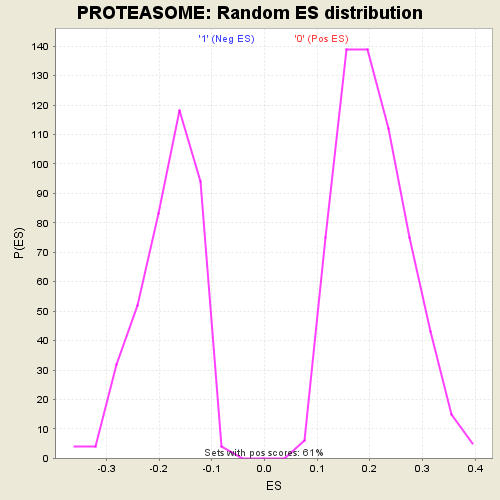 PROTEASOME: Random ES distribution
'1' (Neg ES) '0' (Pos ES)
140
130
120
110
100
90
80
70
60
50
40
30
20
10
0
P(ES)
Sets with pos scores: 61%
-0.3 -0.2 -0.1 0.0 0.1 0.2 0.3 0.4
ES